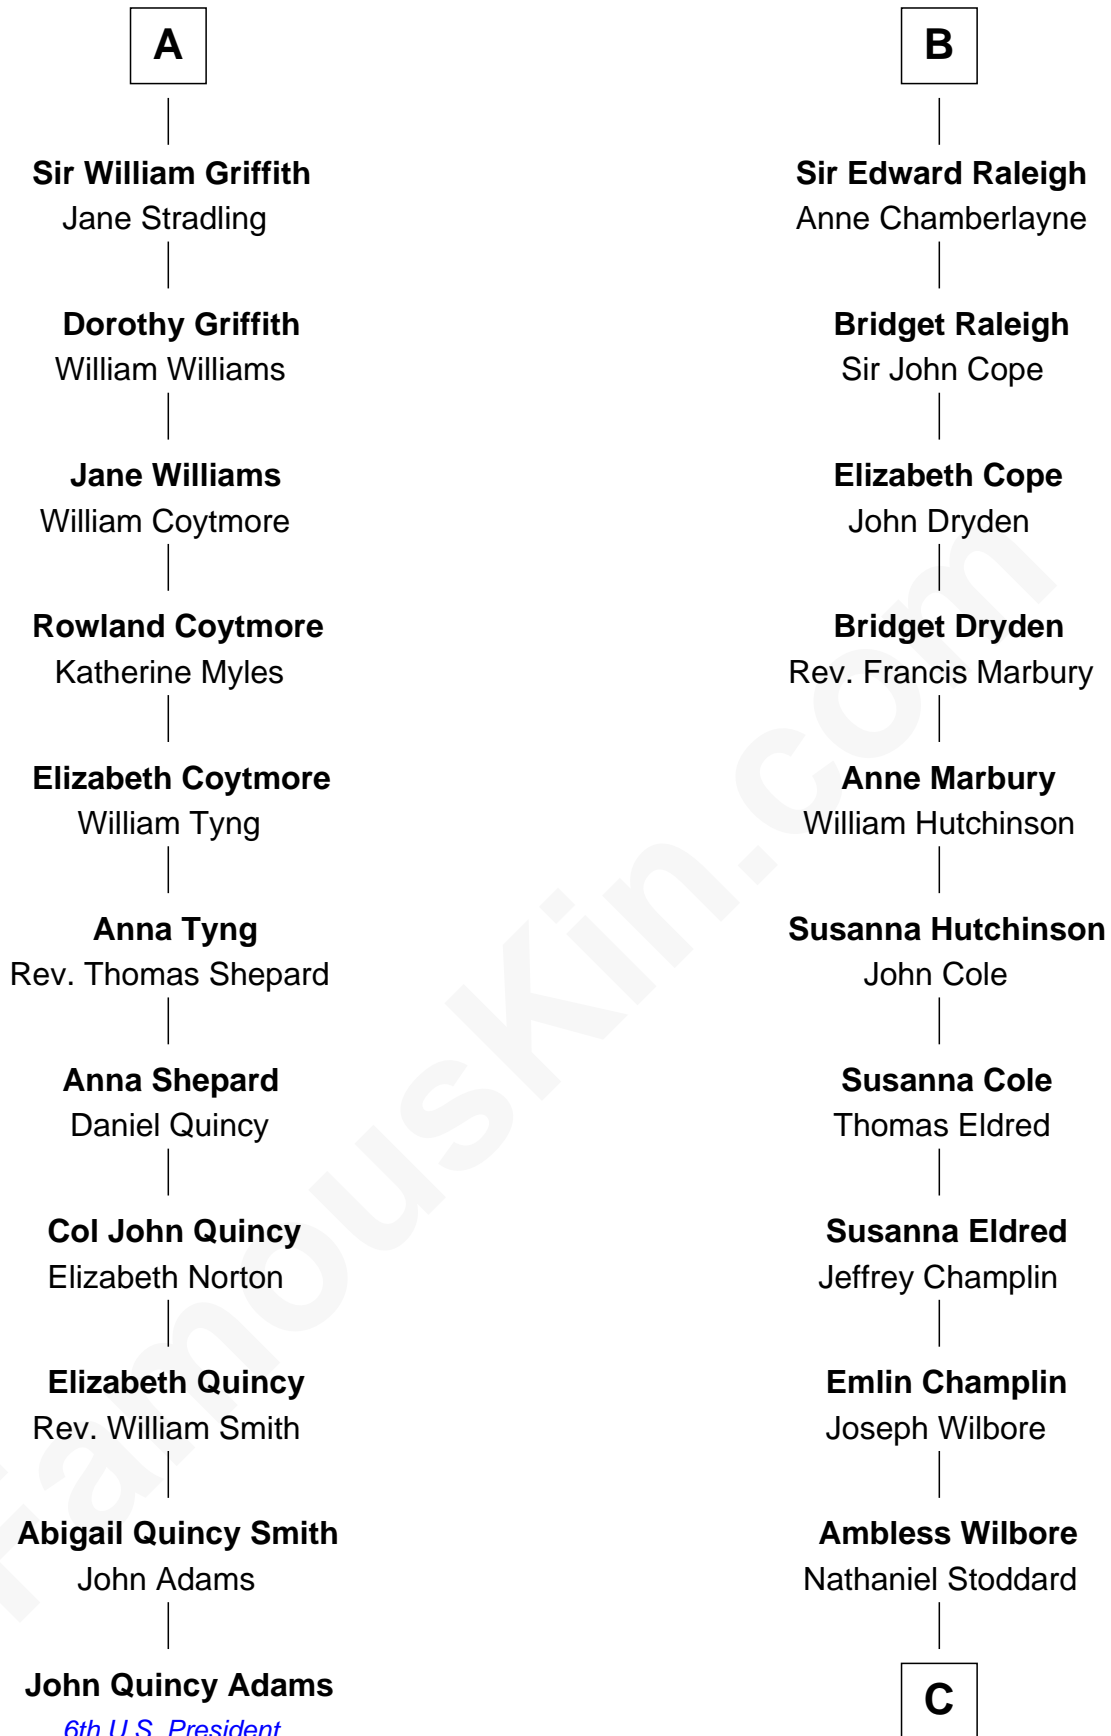 A
Sir William Griffith
Jane Stradling
Dorothy Griffith
William Williams
Jane Williams
William Coytmore
Rowland Coytmore
Katherine Myles
Elizabeth Coytmore
William Tyng
Anna Tyng
Rev. Thomas Shepard
Anna Shepard
Daniel Quincy
Col John Quincy
Elizabeth Norton
Elizabeth Quincy
Rev. William Smith
Abigail Quincy Smith
John Adams
John Quincy Adams
6th U.S. President
B
Sir Edward Raleigh
Anne Chamberlayne
Bridget Raleigh
Sir John Cope
Elizabeth Cope
John Dryden
Bridget Dryden
Rev. Francis Marbury
Anne Marbury
William Hutchinson
Susanna Hutchinson
John Cole
Susanna Cole
Thomas Eldred
Susanna Eldred
Jeffrey Champlin
Emlin Champlin
Joseph Wilbore
Ambless Wilbore
Nathaniel Stoddard
C
FamousKin.com